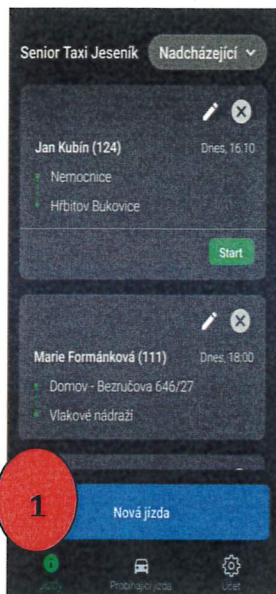 Senior Taxi Jeseník
Nadcházející
Jan Kubín (124)
Dnes, 16:10
Nemocnice
Hřbitov Bukovice
Start
Marie Formánková (111)
Dnes, 18:00
Domov - Bezručova 646/27
Vlakové nádraží
1
Nová jízda
Jízdy
Probíhající jízda
Účet